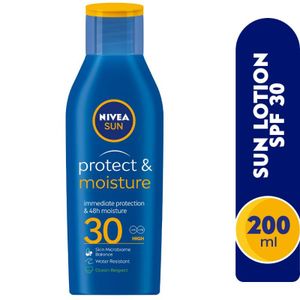 NIVEA
SUN
protect &
moisture
immediate protection
& 48h moisture
30
HIGH
Skin Microbiome
Balance
Water Resistant
Ocean Respect
SUN LOTION
SPF 30
200
ml